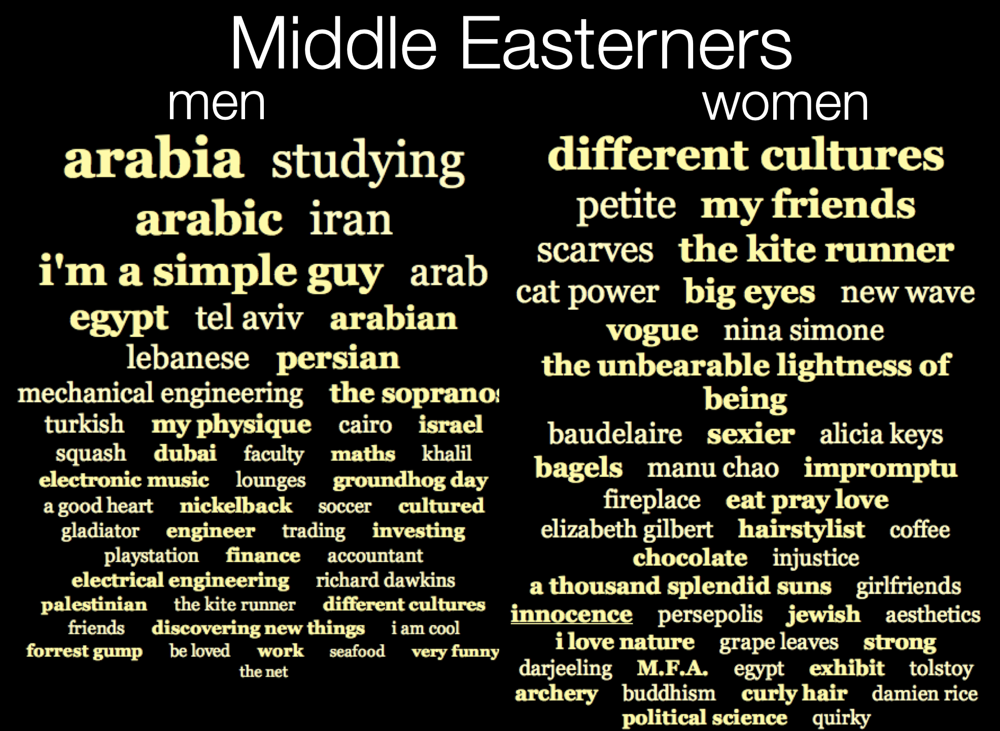 Middle Easterners
men
arabia studying
arabic iran
i'm a simple guy arab
egypt tel aviv arabian
lebanese persian
mechanical engineering the sopranos
turkish my physique cairo israel
squash dubai faculty maths khalil
electronic music lounges groundhog day
a good heart nickelback soccer cultured
gladiator engineer trading investing
playstation finance accountant
electrical engineering richard dawkins
palestinian the kite runner different cultures
friends discovering new things i am cool
forrest gump be loved work seafood very funny
the net
women
different cultures
petite my friends
scarves the kite runner
cat power big eyes new wave
vogue nina simone
the unbearable lightness of
being
baudelaire sexier alicia keys
bagels manu chao impromptu
fireplace eat pray love
elizabeth gilbert hairstylist coffee
chocolate injustice
a thousand splendid suns girlfriends
innocence persepolis jewish aesthetics
i love nature grape leaves strong
darjeeling M.F.A. egypt exhibit tolstoy
archery buddhism curly hair damien rice
political science quirky